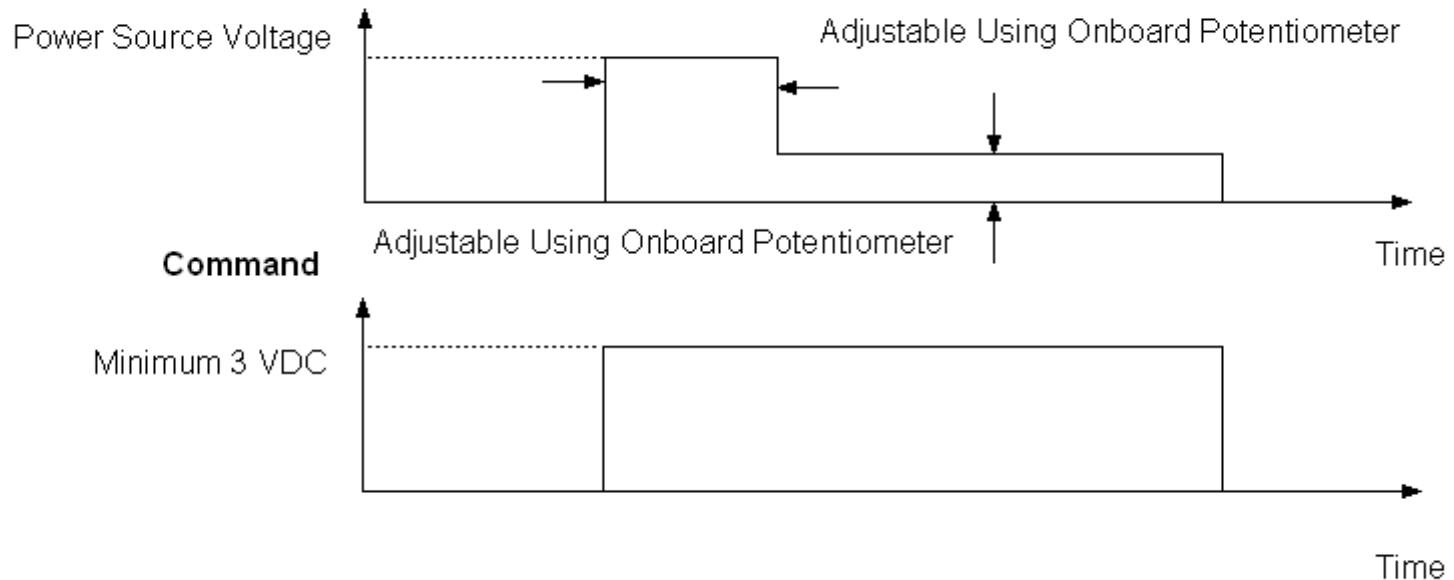 Power Source Voltage
Adjustable Using Onboard Potentiometer
Adjustable Using Onboard Potentiometer
Time
Command
Minimum 3 VDC
Time